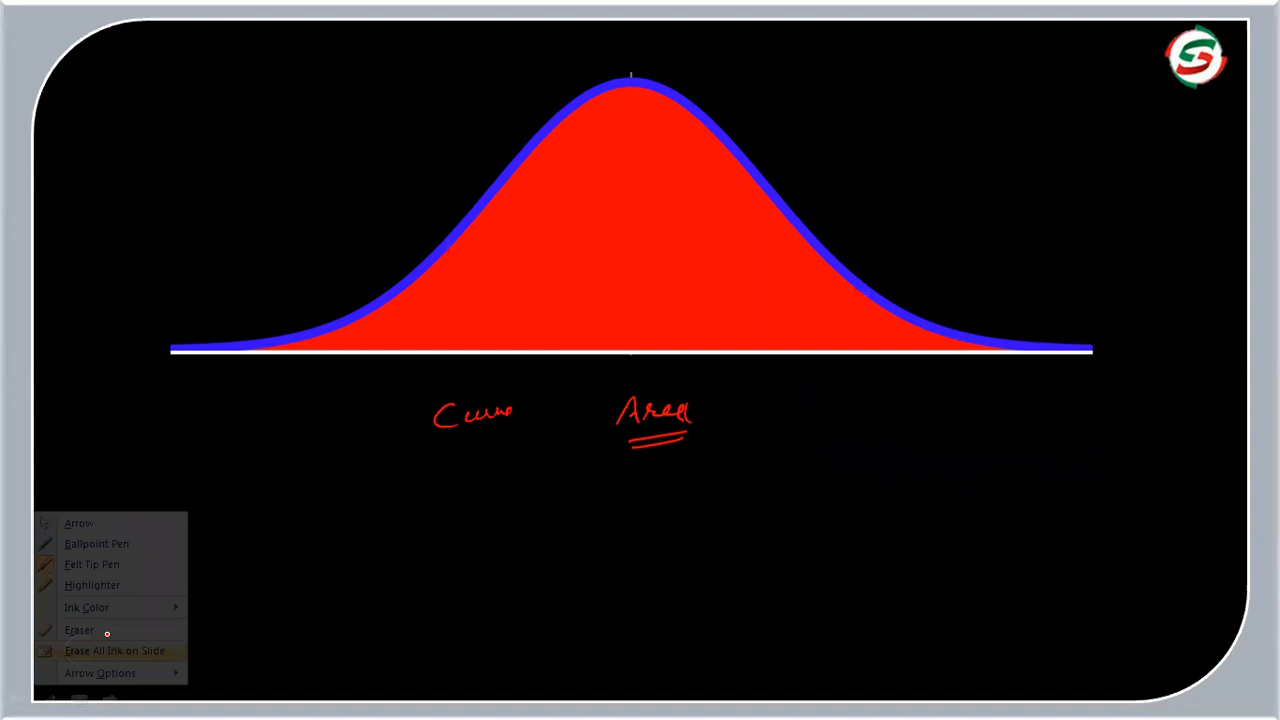 Curve Area
Arrow
Ballpoint Pen
Felt Tip Pen
Highlighter
Ink Color
Eraser
Erase All Ink on Slide
Arrow Options